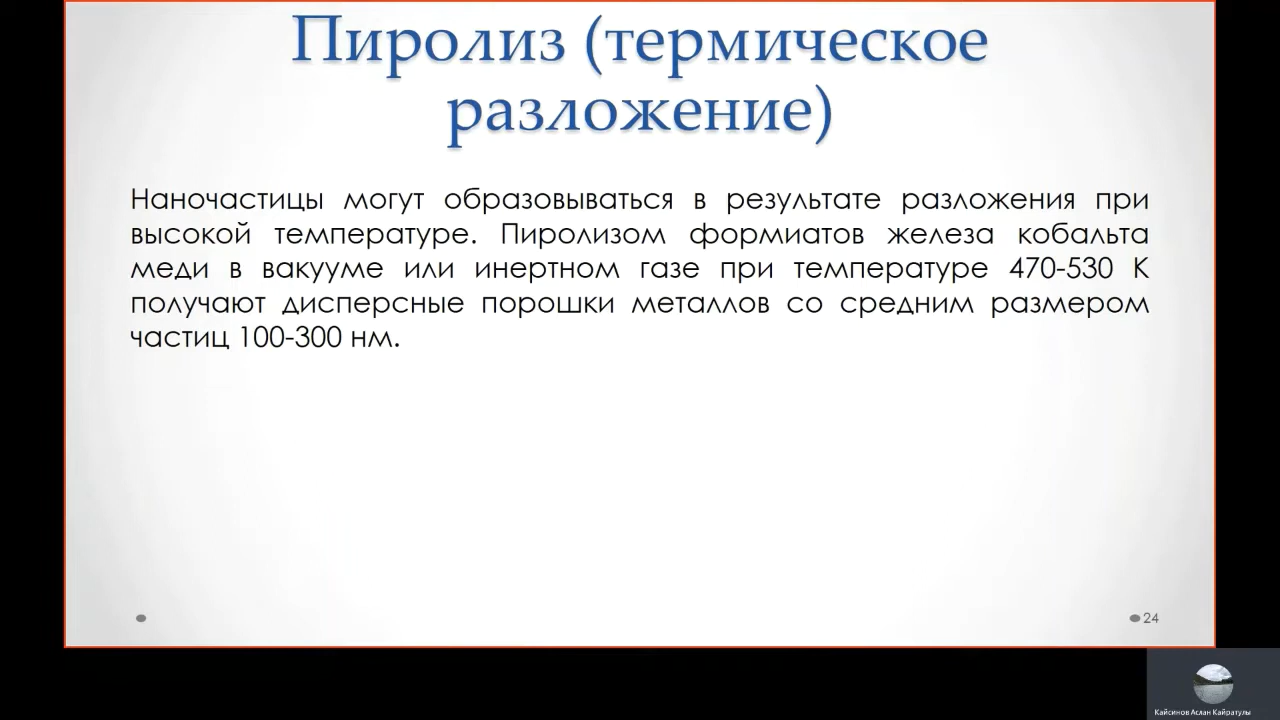 Пиролиз (термическое
разложение)
Наночастицы могут образовываться в результате разложения при
высокой температуре. Пиролизом формиатов железа кобальта
меди в вакууме или инертном газе при температуре 470-530 К
получают дисперсные порошки металлов со средним размером
частиц 100-300 нм.
24
Кайсинов Аслан Кайратулы